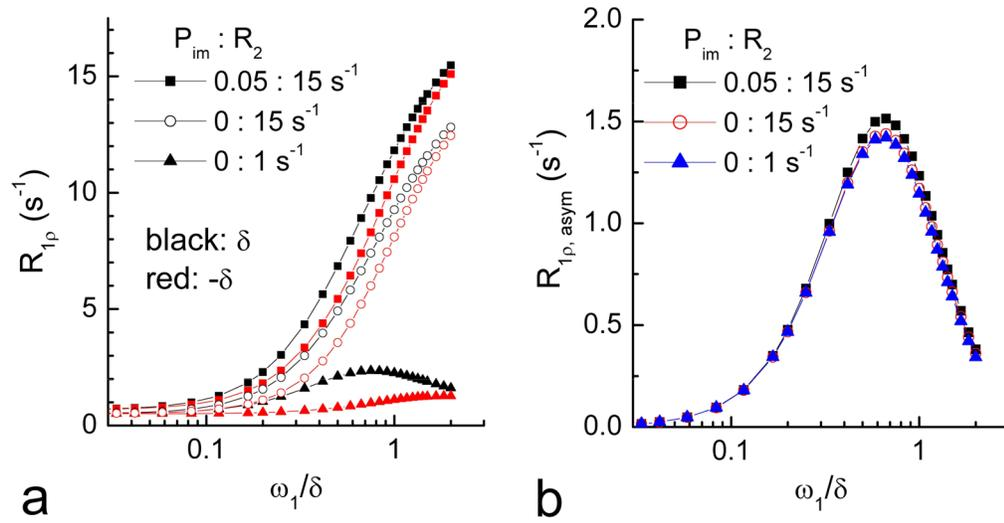 P_im : R_2
0.05 : 15 s^-1
0 : 15 s^-1
0 : 1 s^-1
black: δ
red: -δ
15
10
5
0
R_1ρ (s^-1)
0.1
1
ω_1/δ
a
P_im : R_2
0.05 : 15 s^-1
0 : 15 s^-1
0 : 1 s^-1
2.0
1.5
1.0
0.5
0.0
R_1ρ, asym (s^-1)
0.1
1
ω_1/δ
b